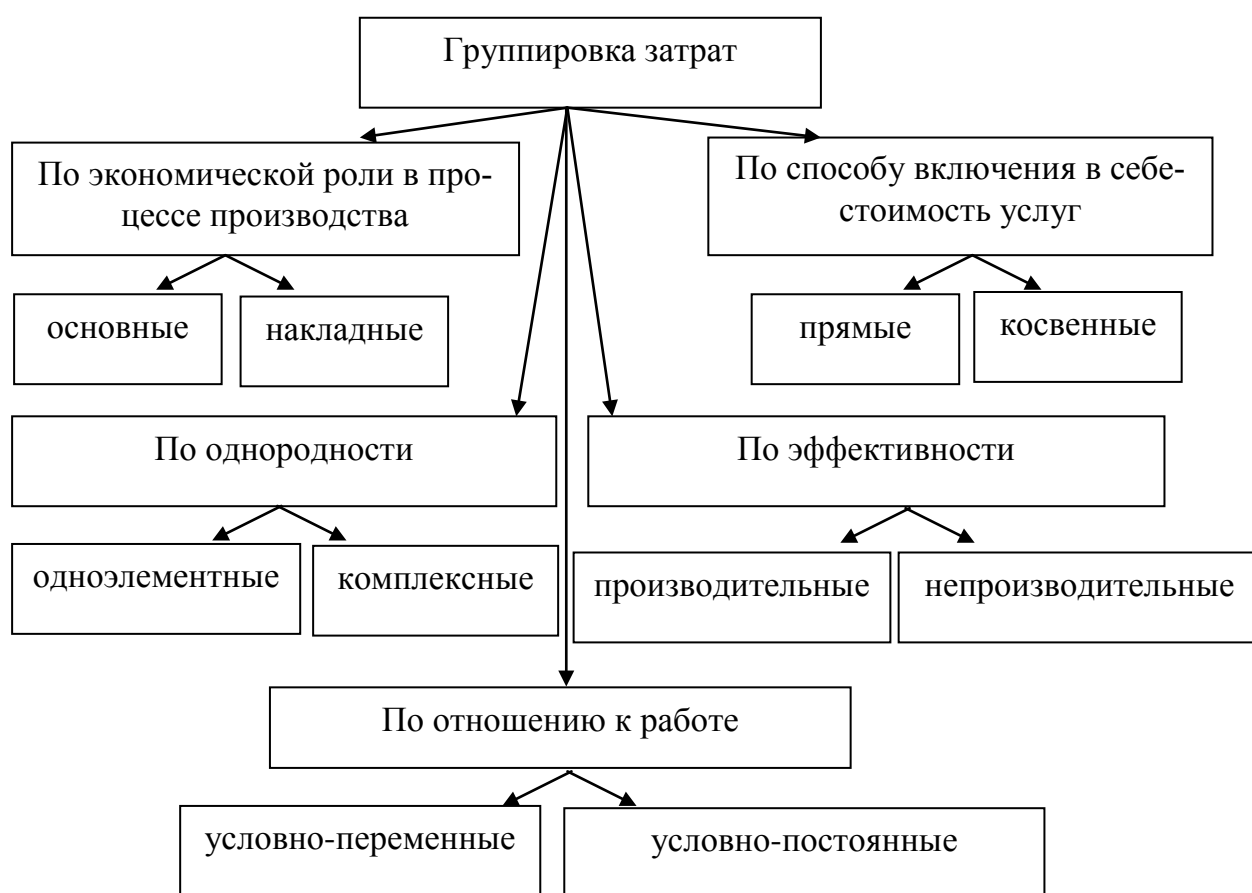 Группировка затрат
По экономической роли в про-
цессе производства
По способу включения в себе-
стоимость услуг
основные
накладные
прямые
косвенные
По однородности
По эффективности
одноэлементные
комплексные
производительные
непроизводительные
По отношению к работе
условно-переменные
условно-постоянные